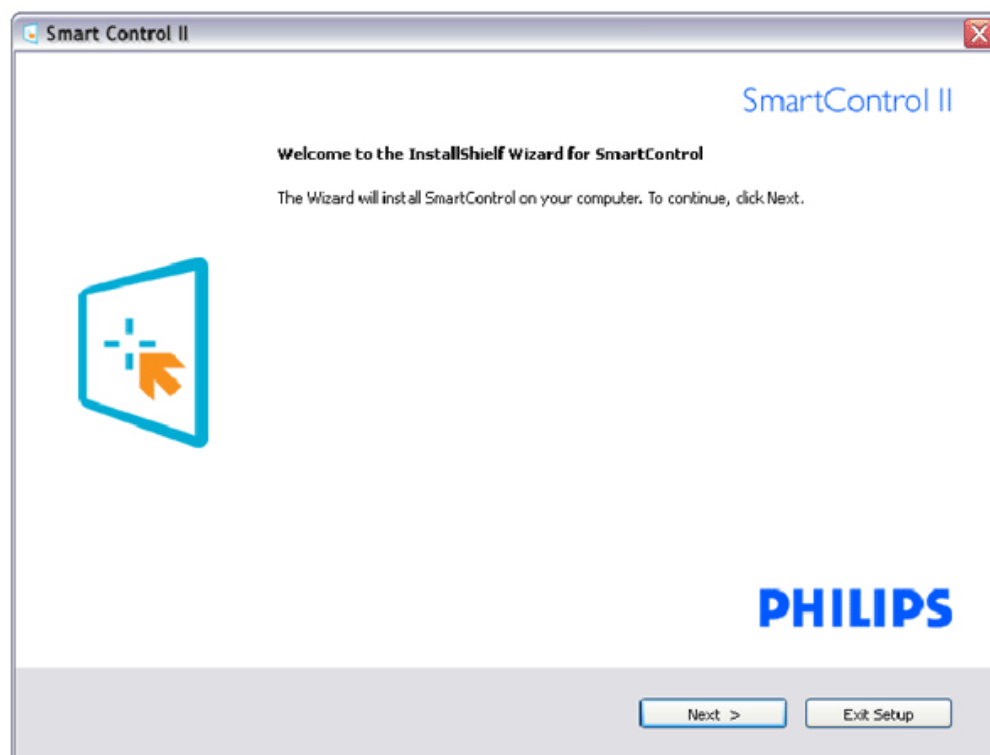 Smart Control II
SmartControl II
Welcome to the InstallShield Wizard for SmartControl
The Wizard will install SmartControl on your computer. To continue, click Next.
PHILIPS
Next >
Exit Setup